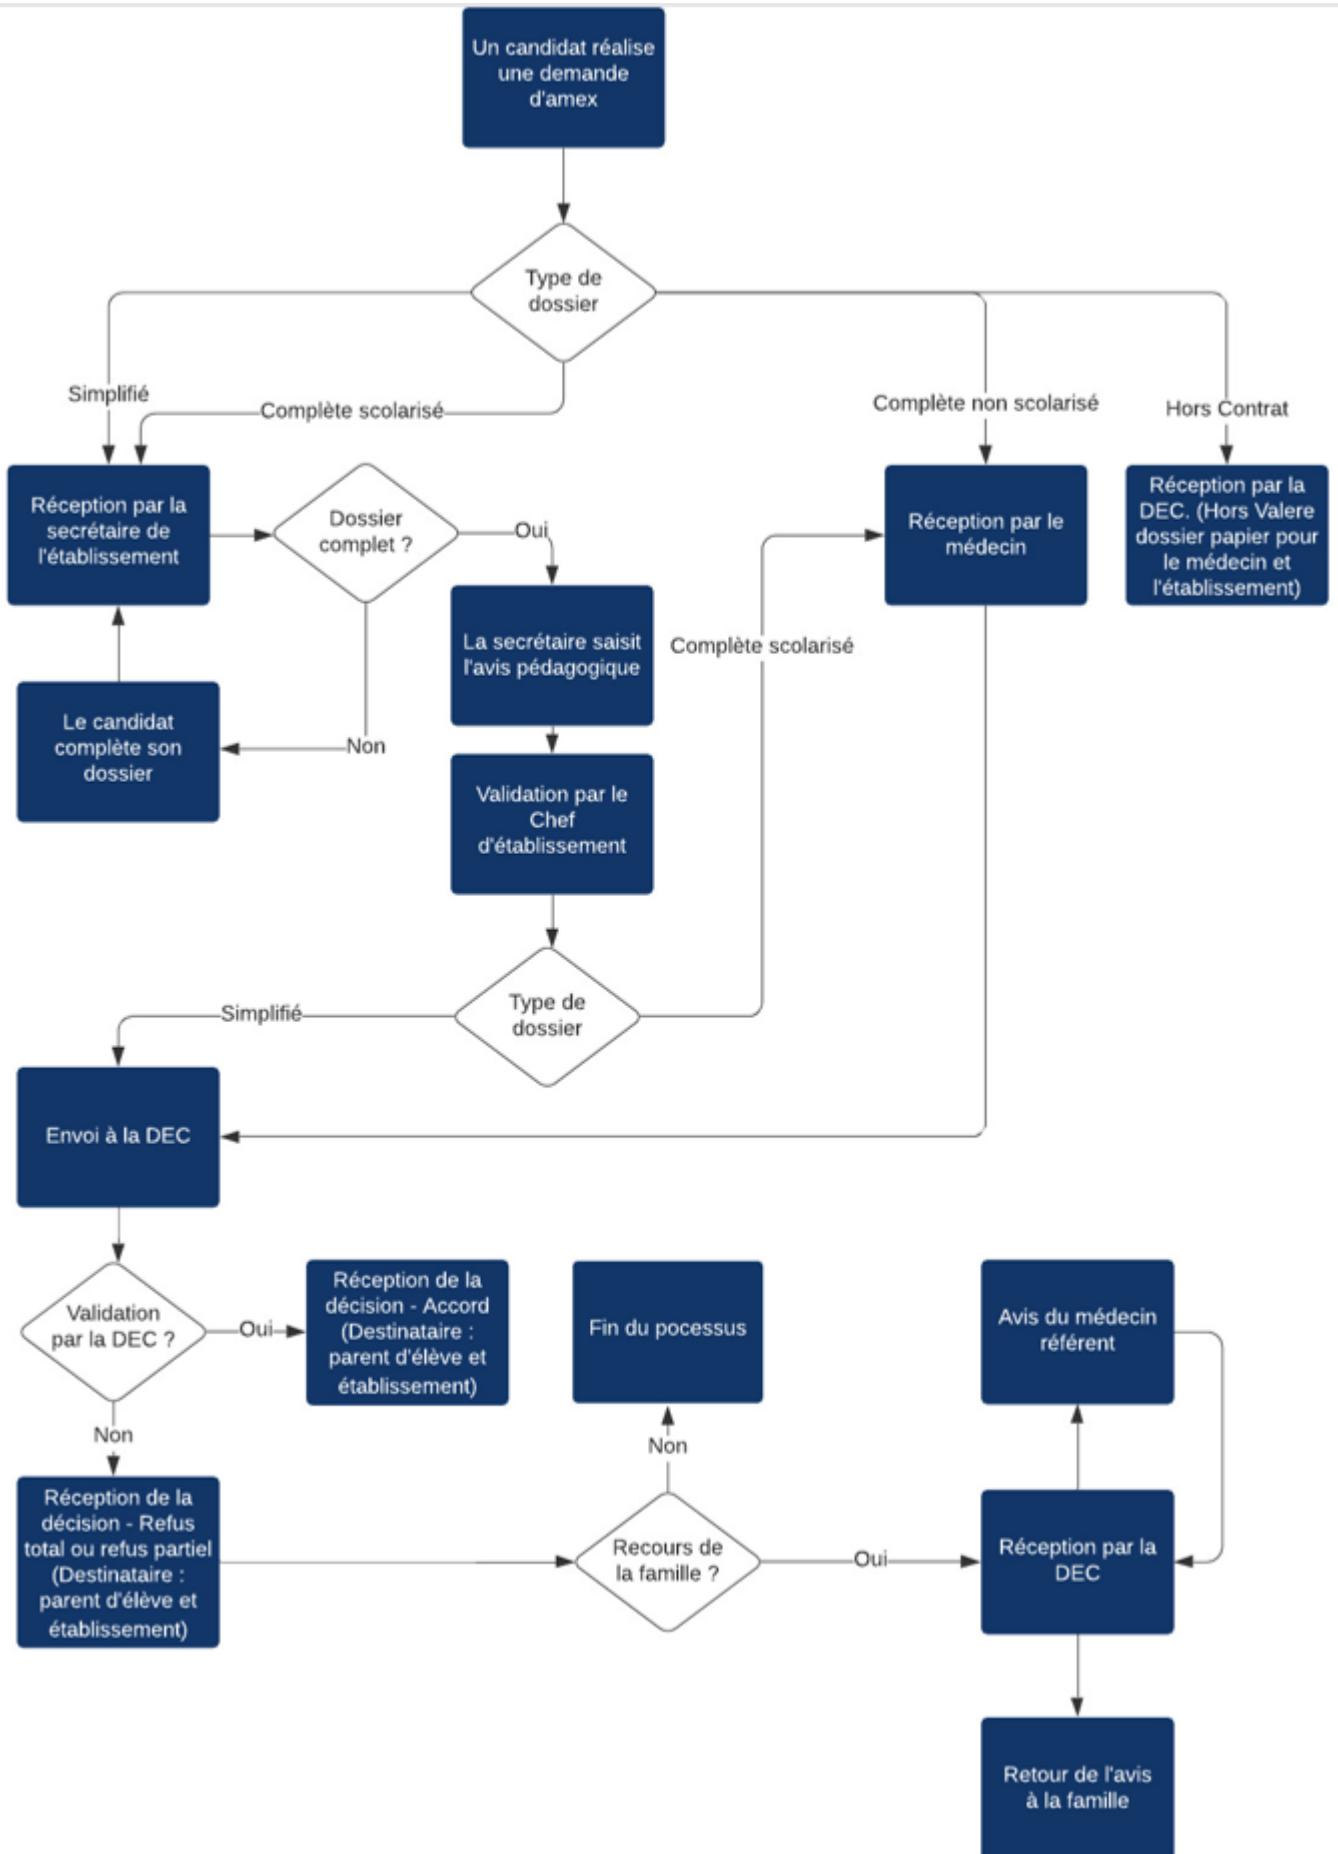 Un candidat réalise
une demande
d'amex
Type de
dossier
Simplifié
Complète scolarisé
Complète non scolarisé
Hors Contrat
Réception par la
secrétaire de
l'établissement
Dossier
complet ?
Oui
Réception par le
médecin
Réception par la
DEC. (Hors Valere
dossier papier pour
le médecin et
l'établissement)
La secrétaire saisit
l'avis pédagogique
Complète scolarisé
Le candidat
complète son
dossier
Non
Validation par le
Chef
d'établissement
Type de
dossier
Simplifié
Envoi à la DEC
Validation
par la DEC ?
Oui
Réception de la
décision - Accord
(Destinataire :
parent d'élève et
établissement)
Fin du pocessus
Avis du médecin
référent
Non
Non
Réception de la
décision - Refus
total ou refus partiel
(Destinataire :
parent d'élève et
établissement)
Recours de
la famille ?
Oui
Réception par la
DEC
Retour de l'avis
à la famille